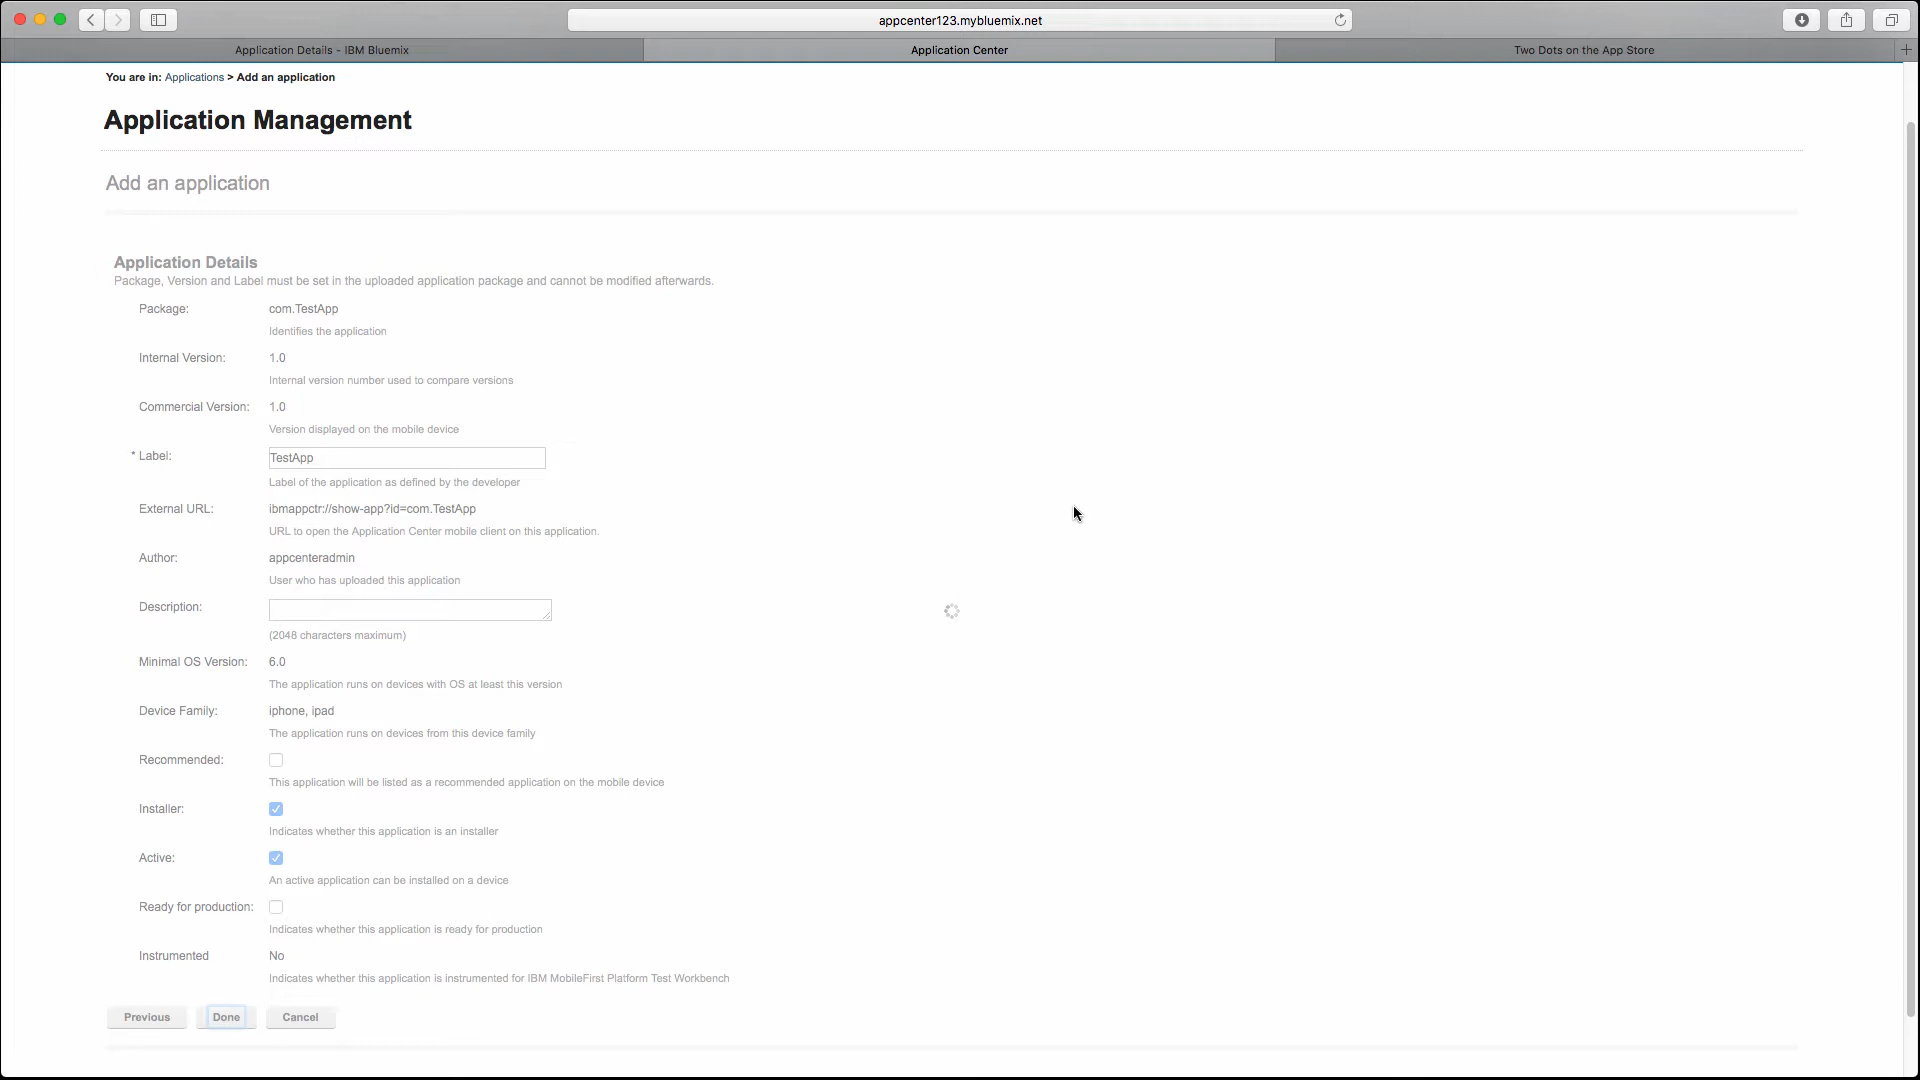 appcenter123.mybluemix.net
Application Details - IBM Bluemix
Application Center
Two Dots on the App Store
You are in: Applications > Add an application
Application Management
Add an application
Application Details
Package, Version and Label must be set in the uploaded application package and cannot be modified afterwards.
Package: com.TestApp
Identifies the application
Internal Version: 1.0
Internal version number used to compare versions
Commercial Version: 1.0
Version displayed on the mobile device
* Label: TestApp
Label of the application as defined by the developer
External URL: ibmappctr://show-app?id=com.TestApp
URL to open the Application Center mobile client on this application.
Author: appcenteradmin
User who has uploaded this application
Description:
(2048 characters maximum)
Minimal OS Version: 6.0
The application runs on devices with OS at least this version
Device Family: iphone, ipad
The application runs on devices from this device family
Recommended:
This application will be listed as a recommended application on the mobile device
Installer:
Indicates whether this application is an installer
Active:
An active application can be installed on a device
Ready for production:
Indicates whether this application is ready for production
Instrumented No
Indicates whether this application is instrumented for IBM MobileFirst Platform Test Workbench
Previous Done Cancel